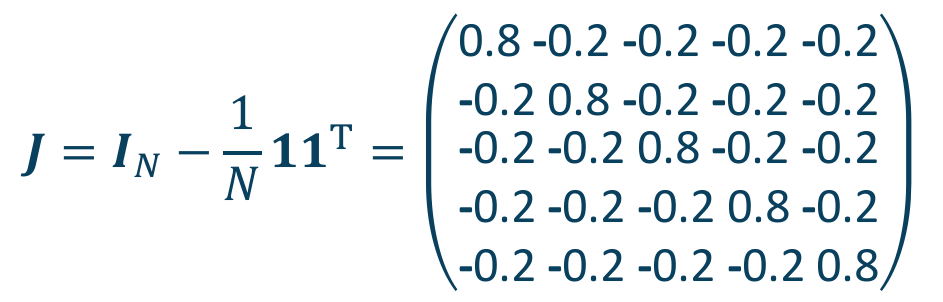 0.8 -0.2 -0.2 -0.2 -0.2
-0.2 0.8 -0.2 -0.2 -0.2
J = I_N − 1/N 11^T = -0.2 -0.2 0.8 -0.2 -0.2
-0.2 -0.2 -0.2 0.8 -0.2
-0.2 -0.2 -0.2 -0.2 0.8